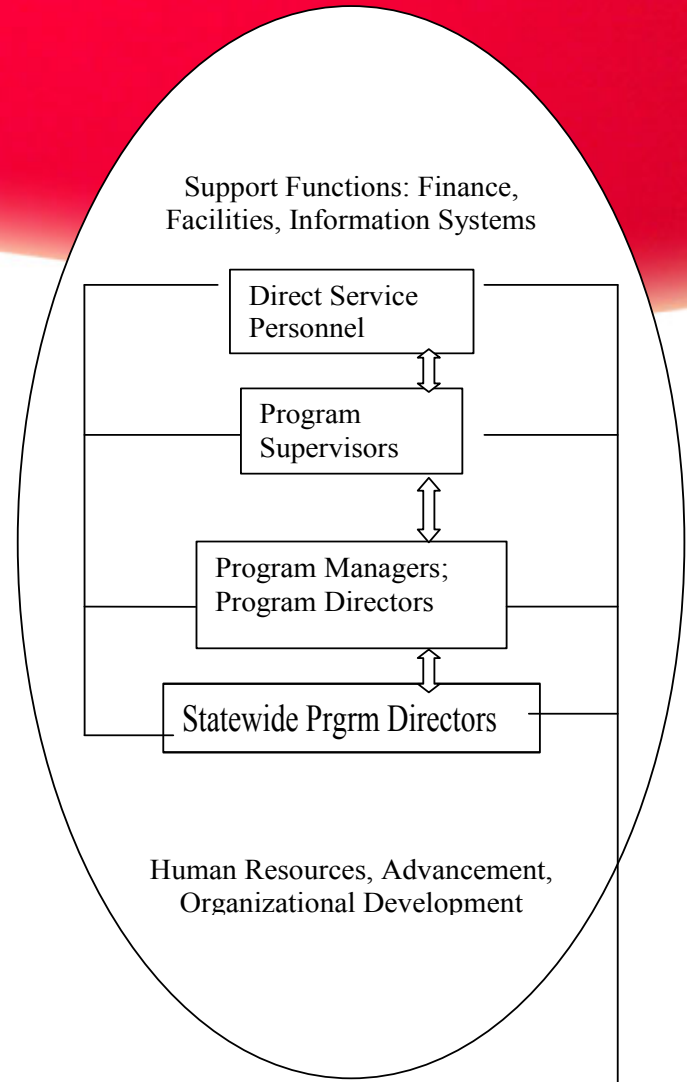 Support Functions: Finance,
Facilities, Information Systems
Direct Service
Personnel
Program
Supervisors
Program Managers;
Program Directors
Statewide Prgrm Directors
Human Resources, Advancement,
Organizational Development